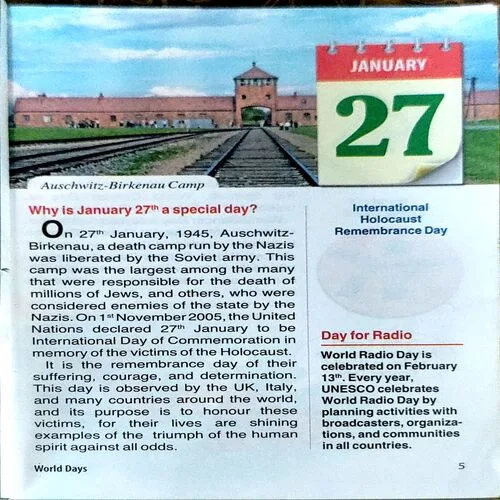 JANUARY
27
Auschwitz-Birkenau Camp
Why is January 27th a special day?
On 27th January, 1945, Auschwitz-
Birkenau, a death camp run by the Nazis
was liberated by the Soviet army. This
camp was the largest among the many
that were responsible for the death of
millions of Jews, and others, who were
considered enemies of the state by the
Nazis. On 1st November 2005, the United
Nations declared 27th January to be
International Day of Commemoration in
memory of the victims of the Holocaust.
It is the remembrance day of their
suffering, courage, and determination.
This day is observed by the UK, Italy,
and many countries around the world,
and its purpose is to honour these
victims, for their lives are shining
examples of the triumph of the human
spirit against all odds.
International
Holocaust
Remembrance Day
Day for Radio
World Radio Day is
celebrated on February
13th. Every year,
UNESCO celebrates
World Radio Day by
planning activities with
broadcasters, organiza-
tions, and communities
in all countries.
World Days
5